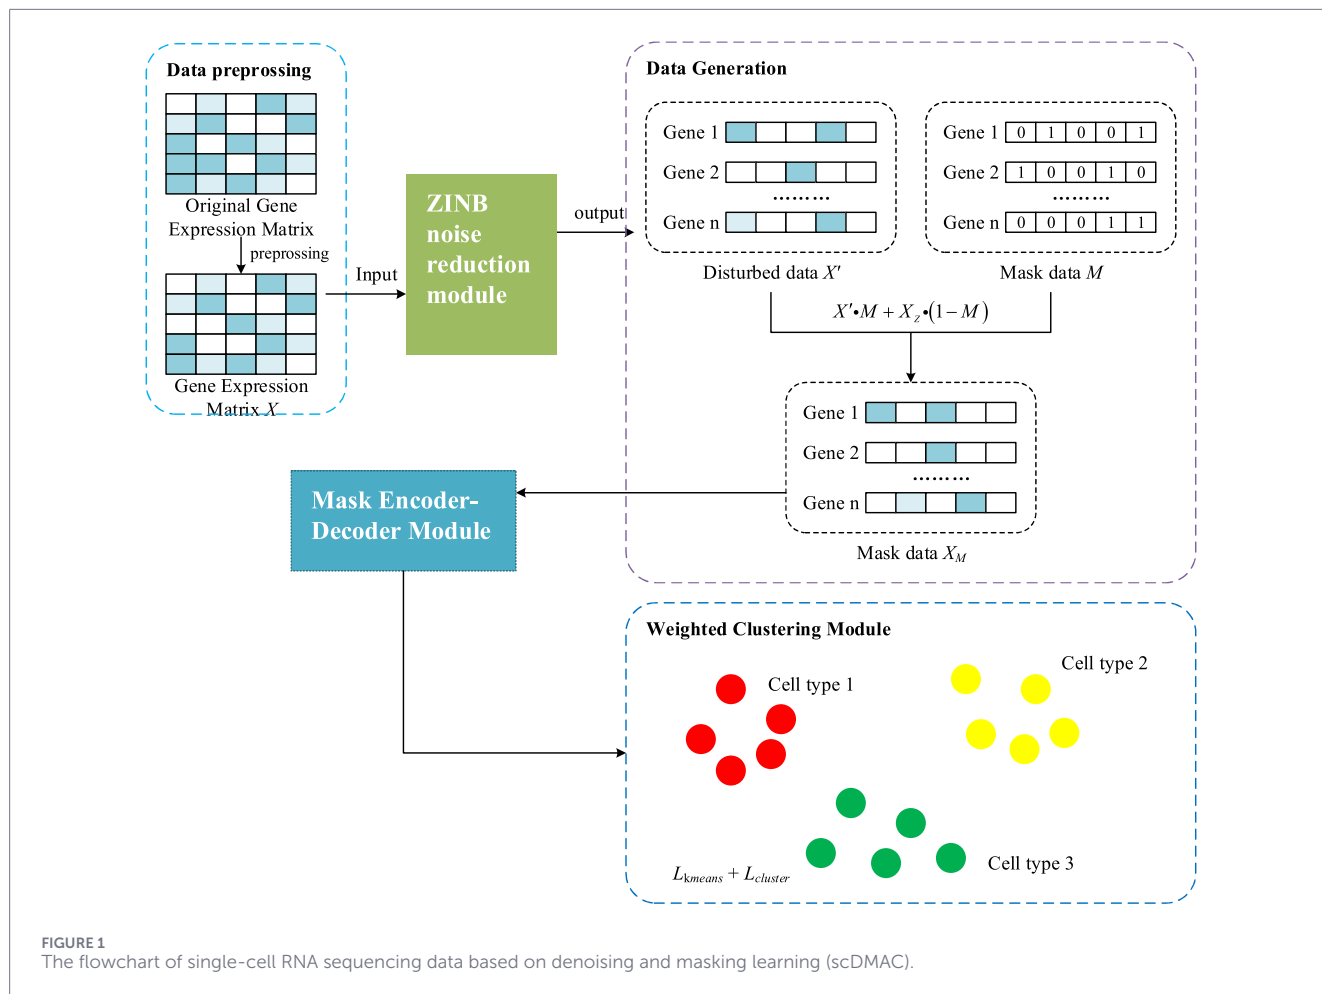 Data preprossing
Original Gene
Expression Matrix
preprossing
Gene Expression
Matrix X
Input
ZINB
noise
reduction
module
output
Data Generation
Gene 1
Gene 2
………
Gene n
Disturbed data X′
Gene 1 0 1 0 0 1
Gene 2 1 0 0 1 0
………
Gene n 0 0 0 1 1
Mask data M
X′•M + X_Z•(1−M)
Gene 1
Gene 2
………
Gene n
Mask data X_M
Mask Encoder-
Decoder Module
Weighted Clustering Module
Cell type 1
Cell type 2
Cell type 3
L_kmeans + L_cluster
FIGURE 1
The flowchart of single-cell RNA sequencing data based on denoising and masking learning (scDMAC).